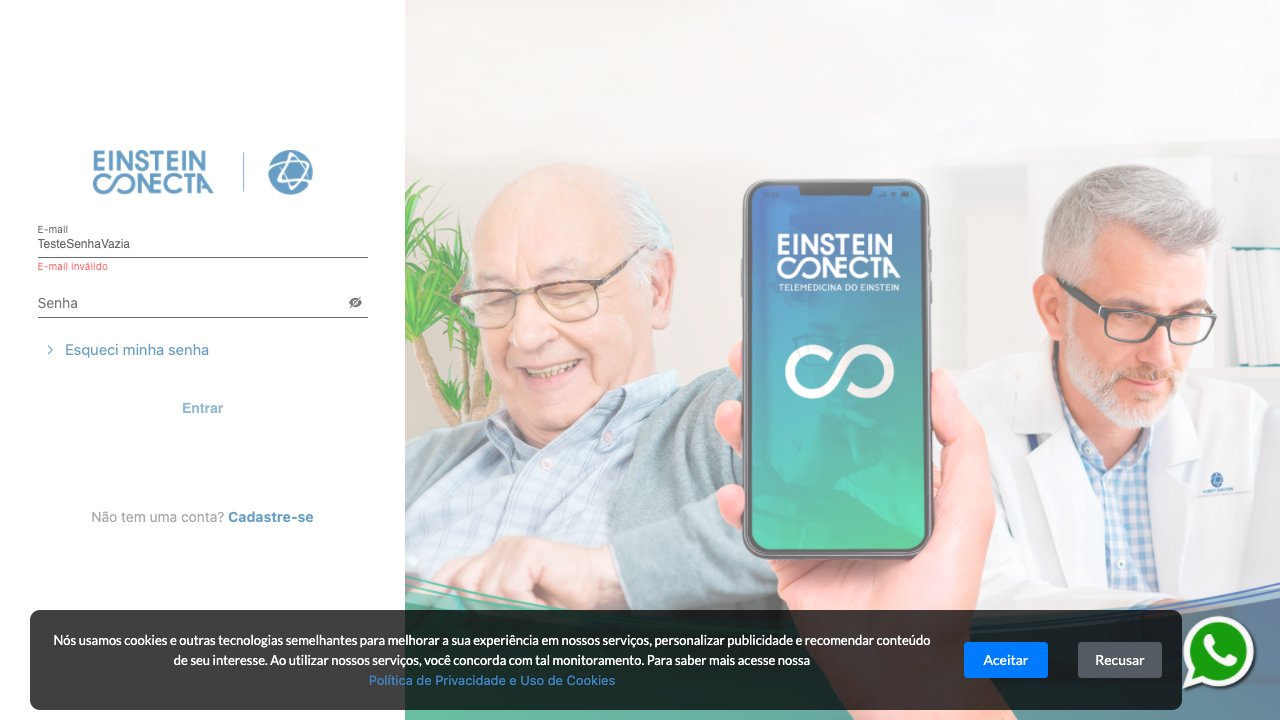 EINSTEIN
CONECTA
E-mail
TesteSenhaVazia
E-mail inválido
Senha
Esqueci minha senha
Entrar
Não tem uma conta? Cadastre-se
EINSTEIN
CONECTA
TELEMEDICINA DO EINSTEIN
Nós usamos cookies e outras tecnologias semelhantes para melhorar a sua experiência em nossos serviços, personalizar publicidade e recomendar conteúdo
de seu interesse. Ao utilizar nossos serviços, você concorda com tal monitoramento. Para saber mais acesse nossa
Política de Privacidade e Uso de Cookies
Aceitar
Recusar